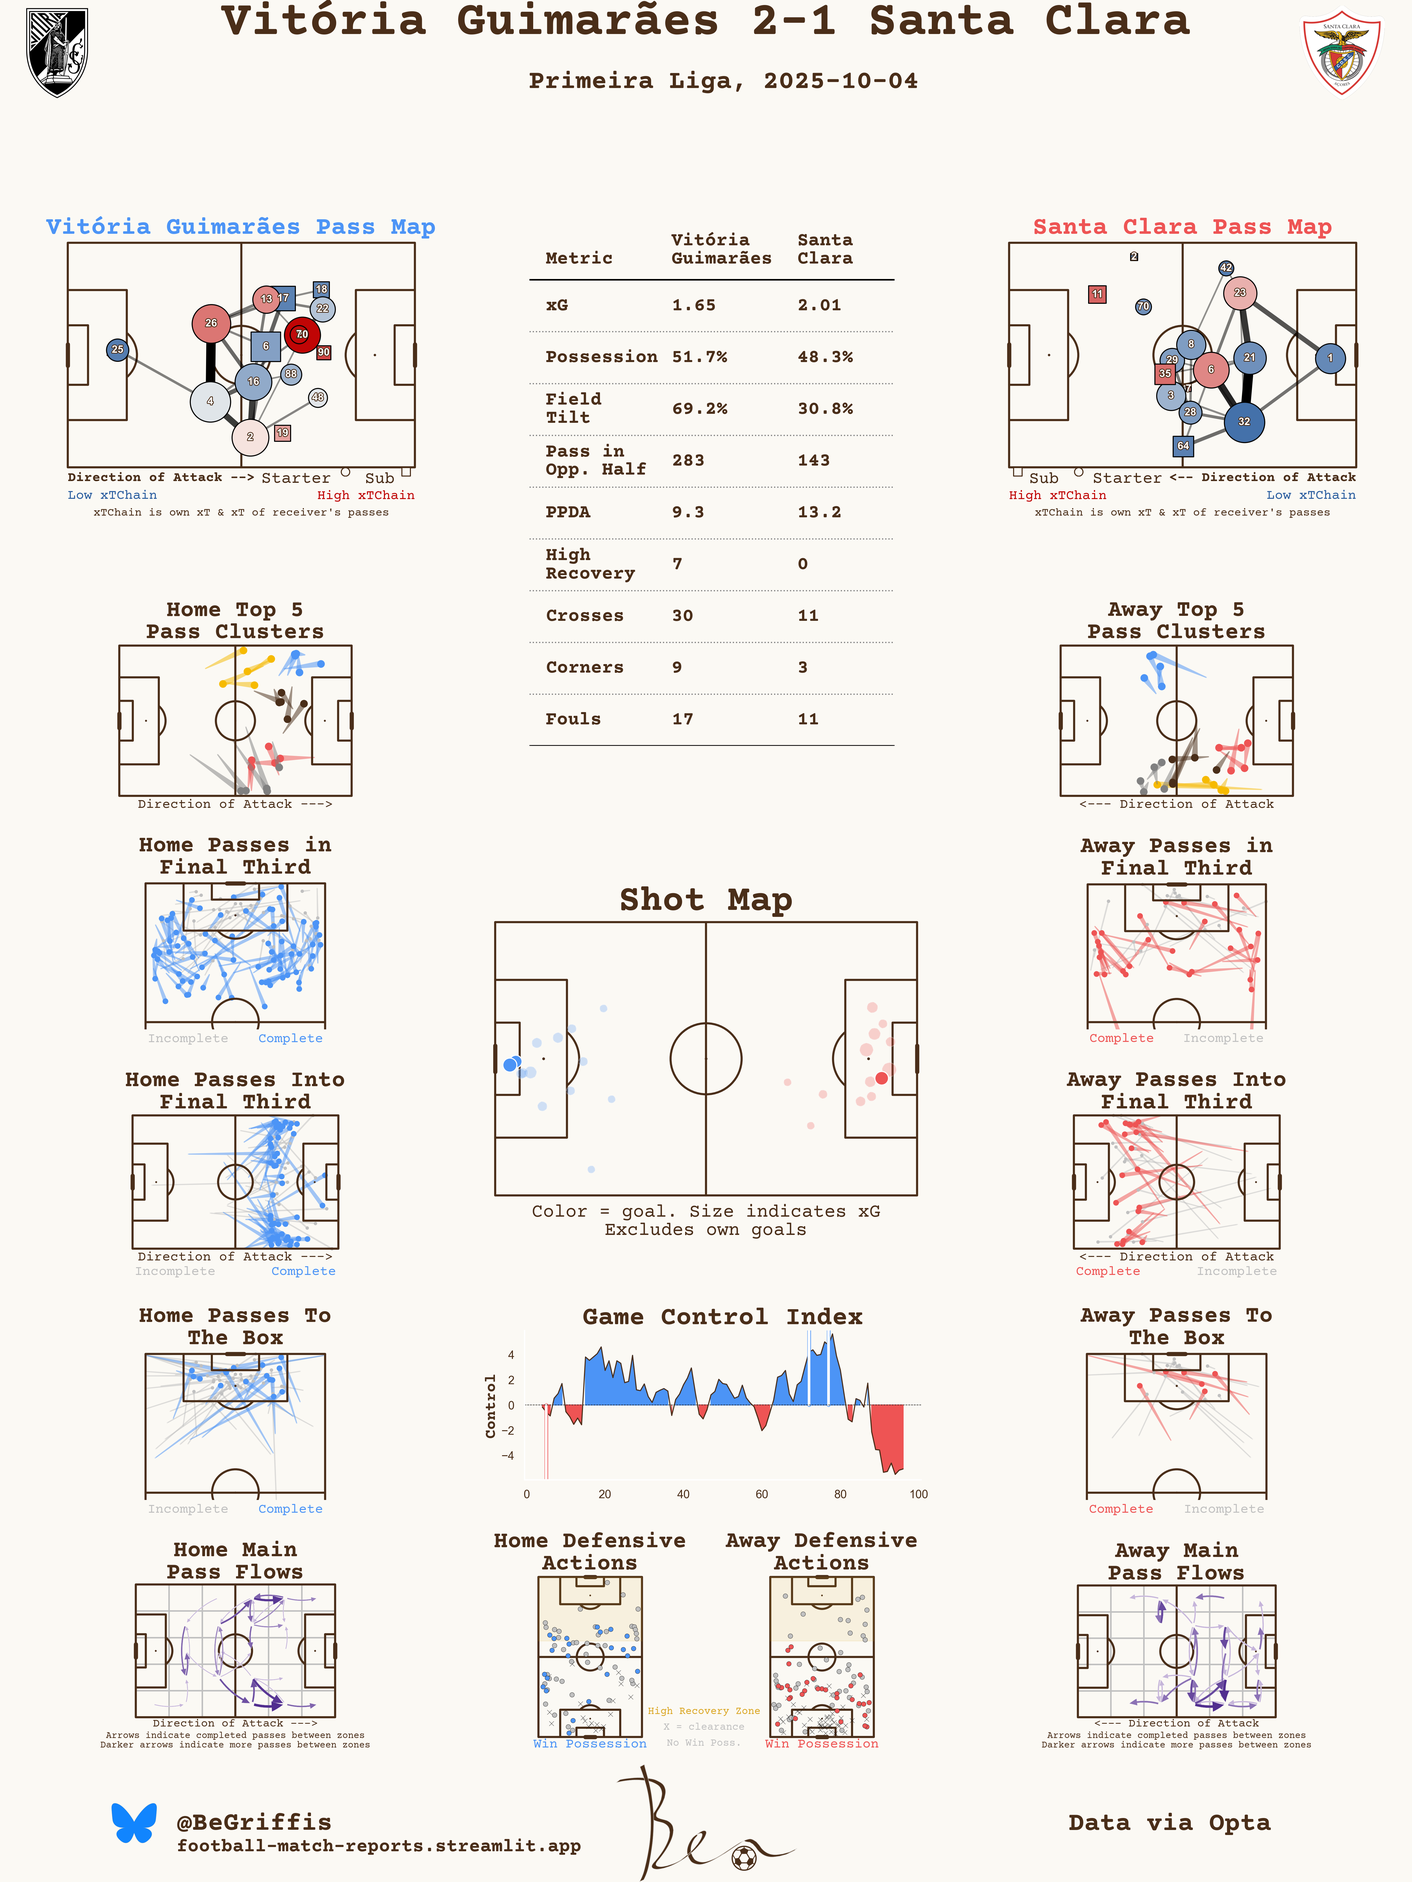 Vitória Guimarães 2-1 Santa Clara
Primeira Liga, 2025-10-04
SANTA CLARA
AÇORES
Vitória Guimarães Pass Map
25
26
4
13
17
18
22
6
20
90
16
88
48
2
19
Direction of Attack --> Starter Sub
Low xTChain High xTChain
xTChain is own xT & xT of receiver's passes
Metric Vitória Guimarães Santa Clara
xG 1.65 2.01
Possession 51.7% 48.3%
Field Tilt 69.2% 30.8%
Pass in Opp. Half 283 143
PPDA 9.3 13.2
High Recovery 7 0
Crosses 30 11
Corners 9 3
Fouls 17 11
Santa Clara Pass Map
2
42
11
70
23
8
29
21
1
35
6
3
28
32
64
Sub Starter <-- Direction of Attack
High xTChain Low xTChain
xTChain is own xT & xT of receiver's passes
Home Top 5
Pass Clusters
Direction of Attack --->
Away Top 5
Pass Clusters
<--- Direction of Attack
Home Passes in
Final Third
Incomplete Complete
Away Passes in
Final Third
Complete Incomplete
Shot Map
Color = goal. Size indicates xG
Excludes own goals
Home Passes Into
Final Third
Direction of Attack --->
Incomplete Complete
Away Passes Into
Final Third
<--- Direction of Attack
Complete Incomplete
Home Passes To
The Box
Incomplete Complete
Game Control Index
Control
4
2
0
−2
−4
0 20 40 60 80 100
Away Passes To
The Box
Complete Incomplete
Home Main
Pass Flows
Direction of Attack --->
Arrows indicate completed passes between zones
Darker arrows indicate more passes between zones
Home Defensive
Actions
Win Possession
High Recovery Zone
X = clearance
No Win Poss.
Away Defensive
Actions
Win Possession
Away Main
Pass Flows
<--- Direction of Attack
Arrows indicate completed passes between zones
Darker arrows indicate more passes between zones
@BeGriffis
football-match-reports.streamlit.app
Ben
Data via Opta